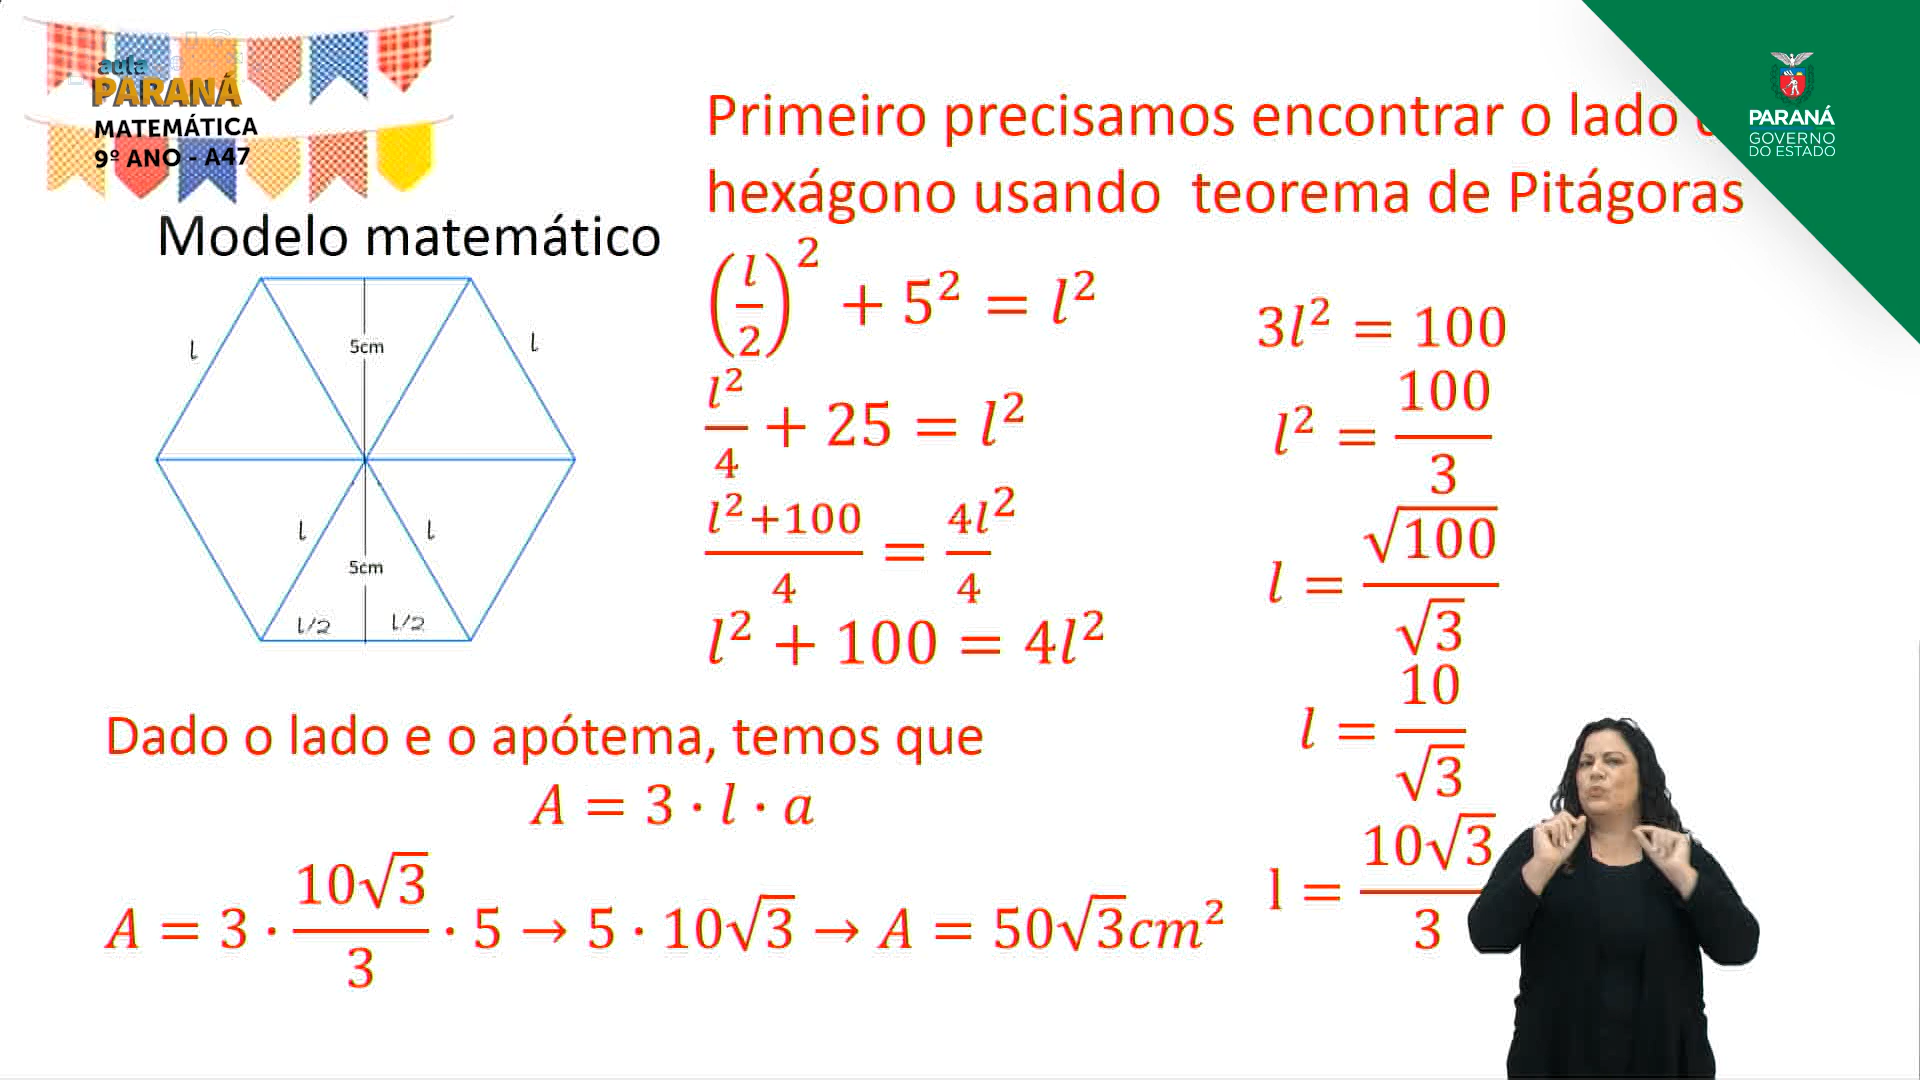 aula
PARANÁ
MATEMÁTICA
9º ANO - A47
PARANÁ
GOVERNO
DO ESTADO
Modelo matemático
l
5cm
l
l
l
5cm
l/2
l/2
Primeiro precisamos encontrar o lado
hexágono usando teorema de Pitágoras
(l/2)² + 5² = l²
l²/4 + 25 = l²
(l²+100)/4 = 4l²/4
l² + 100 = 4l²
3l² = 100
l² = 100/3
l = √100/√3
l = 10/√3
l = 10√3/3
Dado o lado e o apótema, temos que
A = 3 · l · a
A = 3 · 10√3/3 · 5 → 5 · 10√3 → A = 50√3cm²